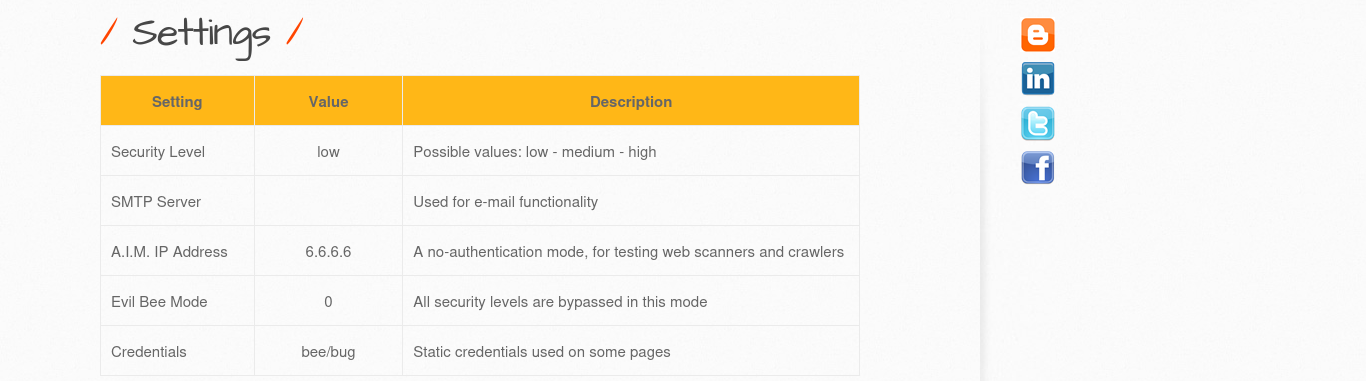 / Settings /
Setting Value Description
Security Level low Possible values: low - medium - high
SMTP Server Used for e-mail functionality
A.I.M. IP Address 6.6.6.6 A no-authentication mode, for testing web scanners and crawlers
Evil Bee Mode 0 All security levels are bypassed in this mode
Credentials bee/bug Static credentials used on some pages
B
in
t
f